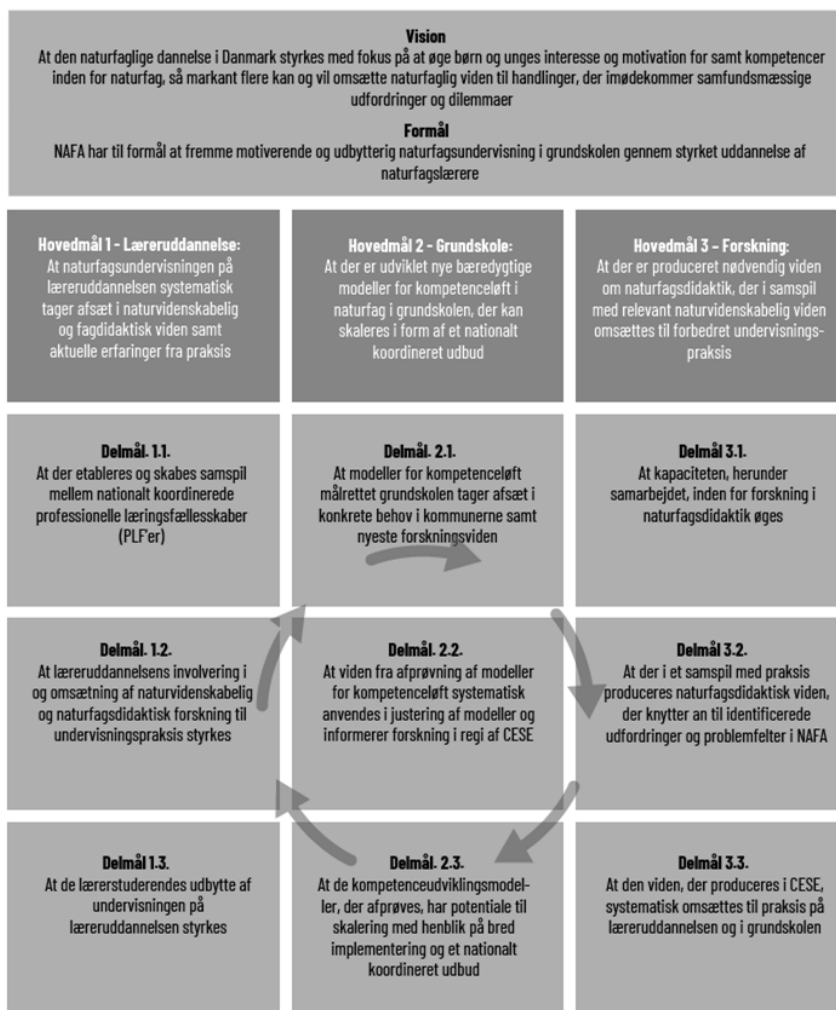 Vision
At den naturfaglige dannelse i Danmark styrkes med fokus på at øge børn og unges interesse og motivation for samt kompetencer
inden for naturfag, så markant flere kan og vil omsætte naturfaglig viden til handlinger, der imødekommer samfundsmæssige
udfordringer og dilemmaer
Formål
NAFA har til formål at fremme motiverende og udbytterig naturfagsundervisning i grundskolen gennem styrket uddannelse af
naturfagslærere
Hovedmål 1 - Læreruddannelse:
At naturfagsundervisningen på
læreruddannelsen systematisk
tager afsæt i naturvidenskabelig
og fagdidaktisk viden samt
aktuelle erfaringer fra praksis
Hovedmål 2 - Grundskole:
At der er udviklet nye bæredygtige
modeller for kompetenceløft i
naturfag i grundskolen, der kan
skaleres i form af et nationalt
koordineret udbud
Hovedmål 3 – Forskning:
At der er produceret nødvendig viden
om naturfagsdidaktik, der i samspil
med relevant naturvidenskabelig viden
omsættes til forbedret undervisnings-
praksis
Delmål. 1.1.
At der etableres og skabes samspil
mellem nationalt koordinerede
professionelle læringsfællesskaber
(PLF'er)
Delmål. 2.1.
At modeller for kompetenceløft
målrettet grundskolen tager afsæt i
konkrete behov i kommunerne samt
nyeste forskningsviden
Delmål 3.1.
At kapaciteten, herunder
samarbejdet, inden for forskning i
naturfagsdidaktik øges
Delmål. 1.2.
At læreruddannelsens involvering i
og omsætning af naturvidenskabelig
og naturfagsdidaktisk forskning til
undervisningspraksis styrkes
Delmål. 2.2.
At viden fra afprøvning af modeller
for kompetenceløft systematisk
anvendes i justering af modeller og
informerer forskning i regi af CESE
Delmål 3.2.
At der i et samspil med praksis
produceres naturfagsdidaktisk viden,
der knytter an til identificerede
udfordringer og problemfelter i NAFA
Delmål 1.3.
At de lærerstuderendes udbytte af
undervisningen på
læreruddannelsen styrkes
Delmål. 2.3.
At de kompetenceudviklingsmodel-
ler, der afprøves, har potentiale til
skalering med henblik på bred
implementering og et nationalt
koordineret udbud
Delmål 3.3.
At den viden, der produceres i CESE,
systematisk omsættes til praksis på
læreruddannelsen og i grundskolen